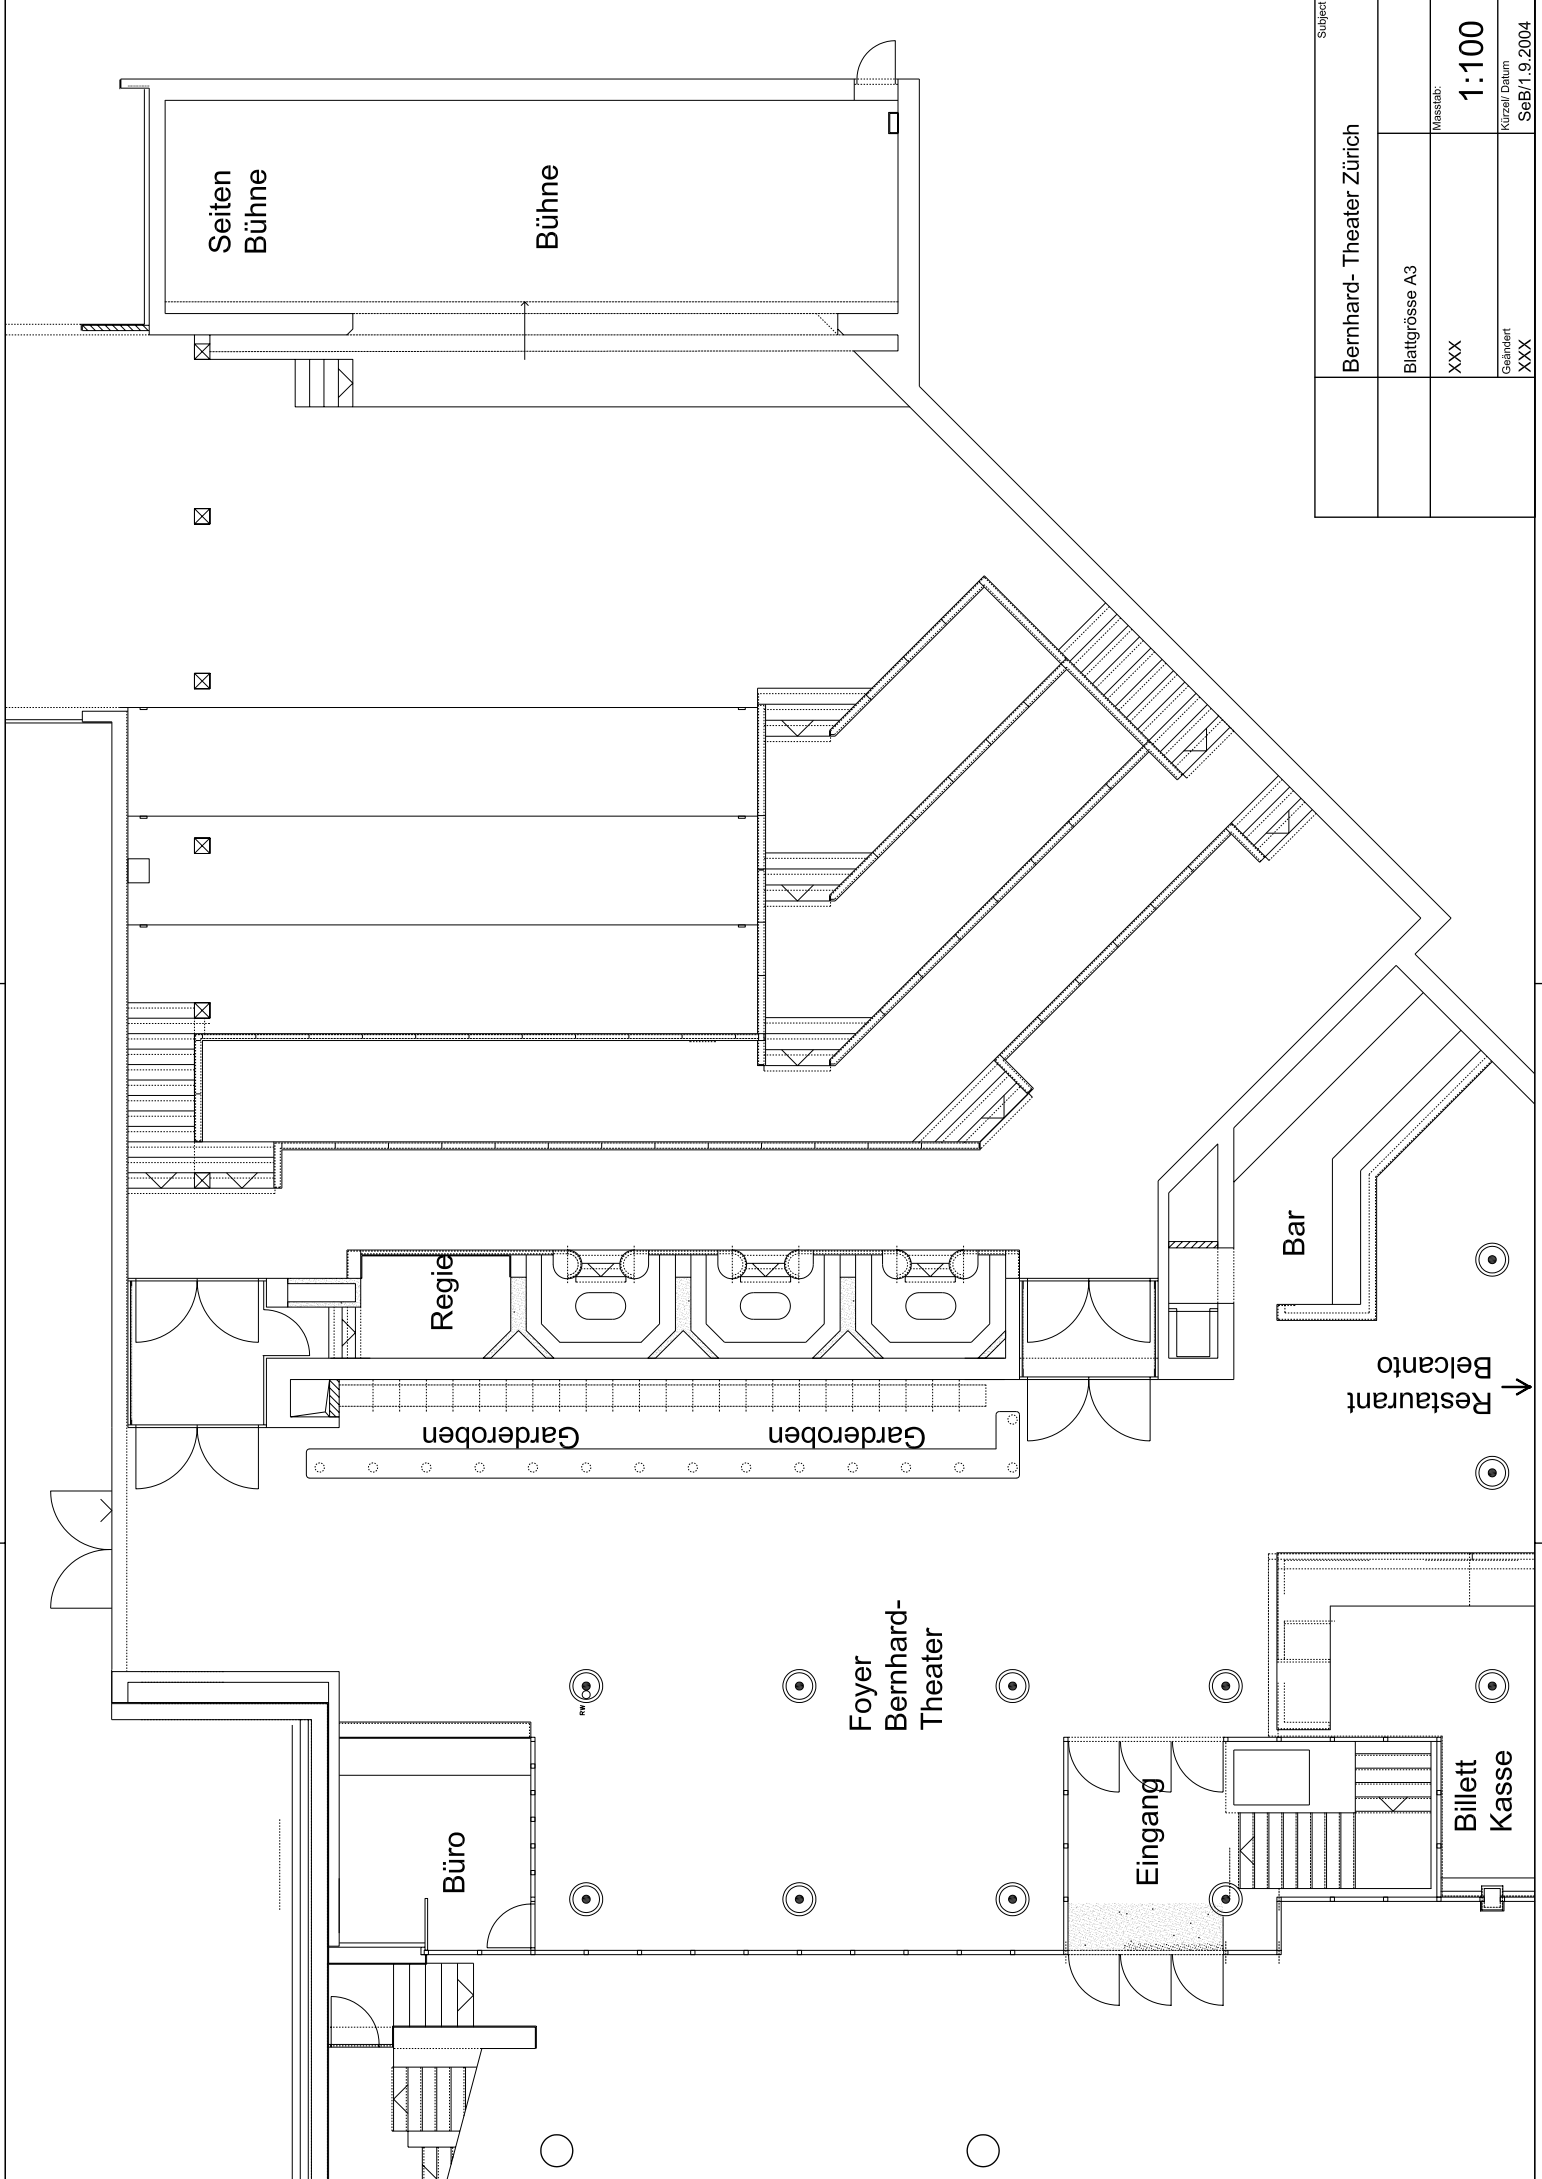 Seiten
Bühne
Bühne
Regie
Garderoben
Garderoben
Bar
Restaurant
Belcanto
Foyer
Bernhard-
Theater
RW
Büro
Eingang
Billett
Kasse
Subject
Bernhard- Theater Zürich
Blattgrösse A3
XXX
Masstab:
1:100
Geändert
XXX
Kürzel/ Datum
SeB/1.9.2004